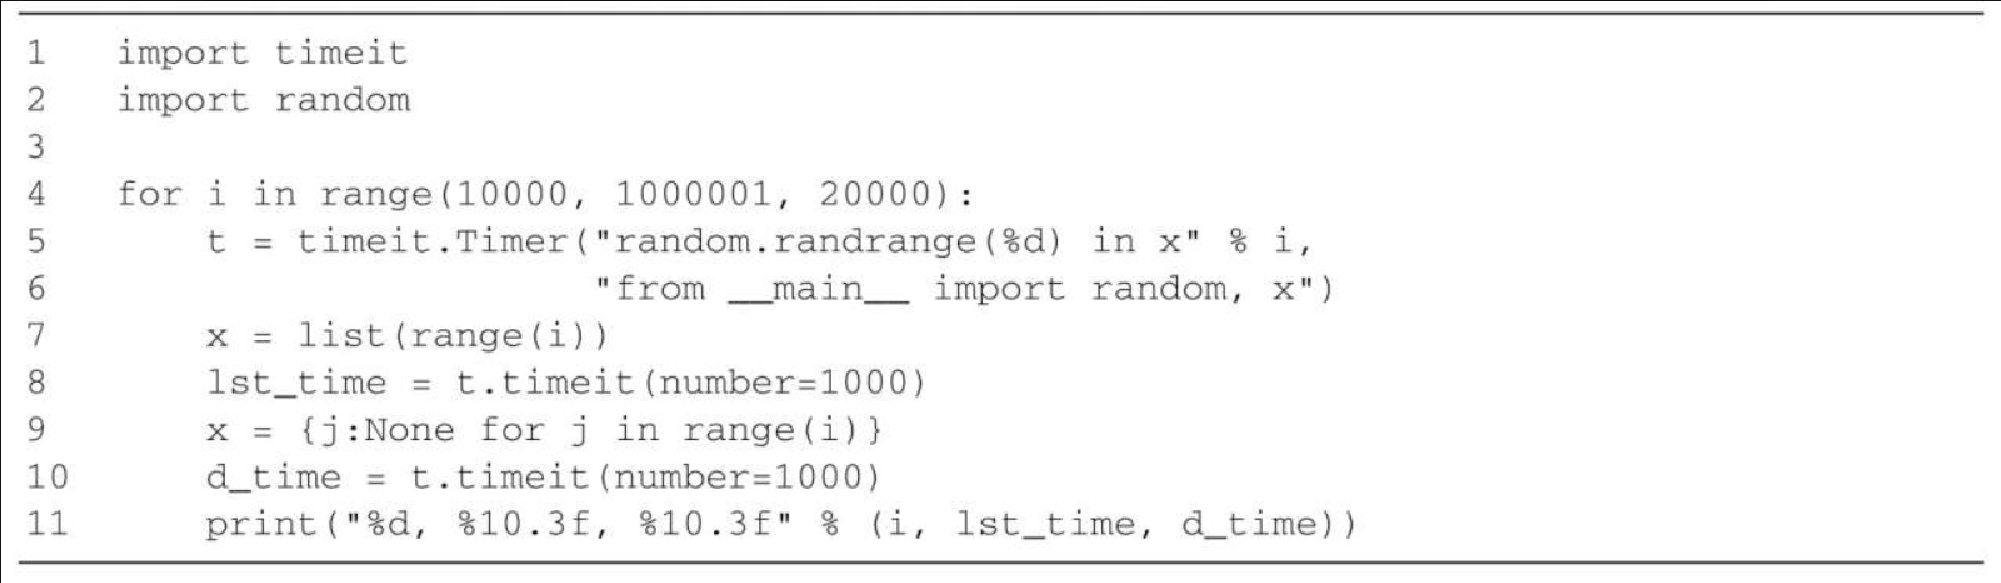 1 import timeit
2 import random
3
4 for i in range(10000, 1000001, 20000):
5     t = timeit.Timer("random.randrange(%d) in x" % i,
6                      "from __main__ import random, x")
7     x = list(range(i))
8     lst_time = t.timeit(number=1000)
9     x = {j:None for j in range(i)}
10     d_time = t.timeit(number=1000)
11     print("%d, %10.3f, %10.3f" % (i, lst_time, d_time))